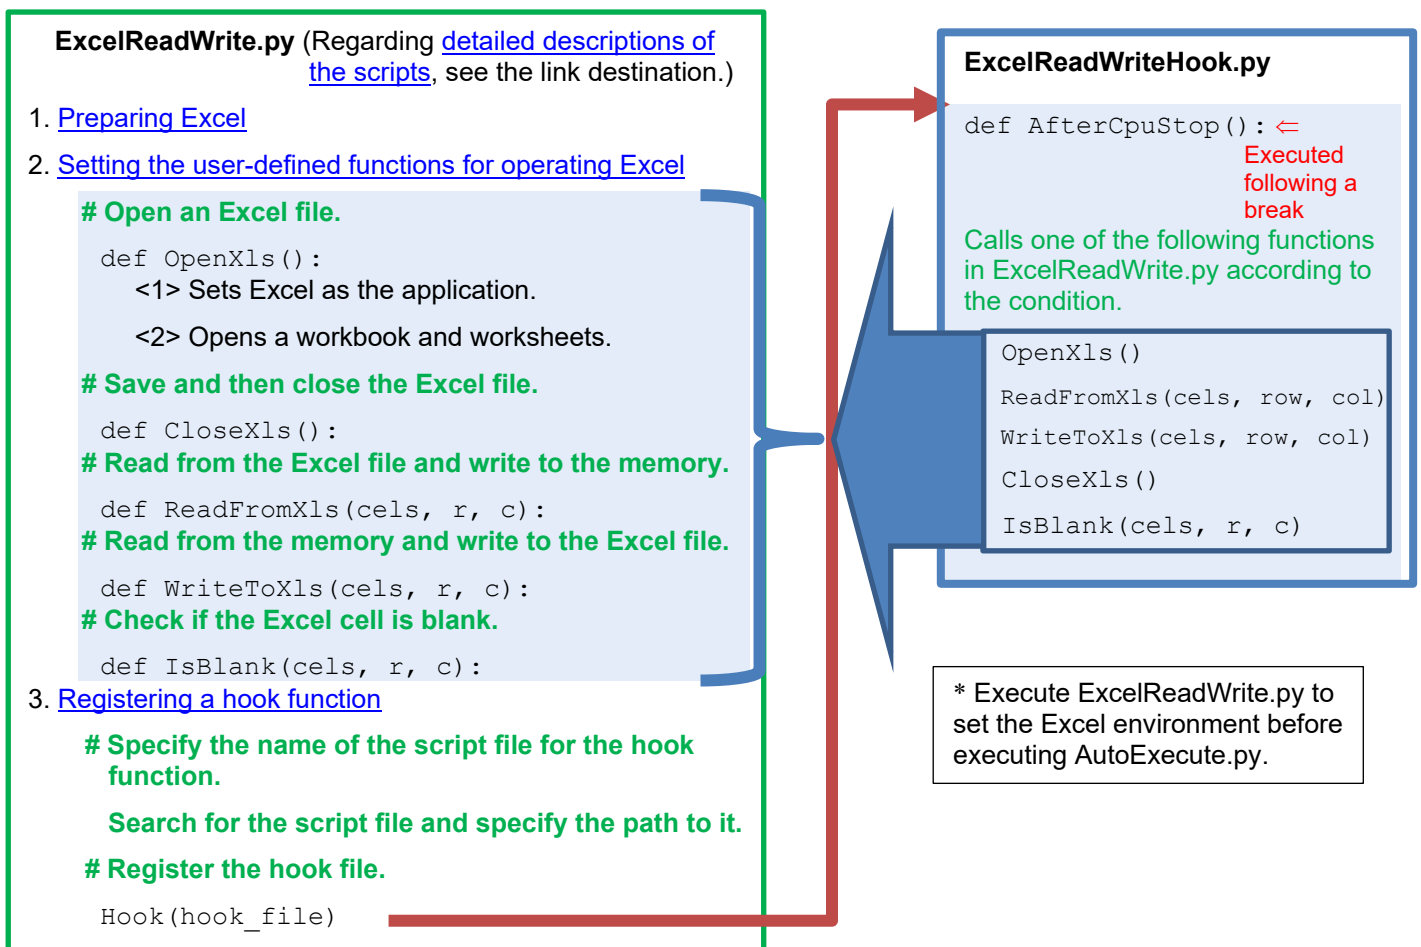 ExcelReadWrite.py (Regarding detailed descriptions of
the scripts, see the link destination.)
1. Preparing Excel
2. Setting the user-defined functions for operating Excel
# Open an Excel file.
def OpenXls():
<1> Sets Excel as the application.
<2> Opens a workbook and worksheets.
# Save and then close the Excel file.
def CloseXls():
# Read from the Excel file and write to the memory.
def ReadFromXls(cels, r, c):
# Read from the memory and write to the Excel file.
def WriteToXls(cels, r, c):
# Check if the Excel cell is blank.
def IsBlank(cels, r, c):
3. Registering a hook function
# Specify the name of the script file for the hook
function.
Search for the script file and specify the path to it.
# Register the hook file.
Hook(hook_file)
ExcelReadWriteHook.py
def AfterCpuStop(): ⇐
Executed
following a
break
Calls one of the following functions
in ExcelReadWrite.py according to
the condition.
OpenXls()
ReadFromXls(cels, row, col)
WriteToXls(cels, row, col)
CloseXls()
IsBlank(cels, r, c)
* Execute ExcelReadWrite.py to
set the Excel environment before
executing AutoExecute.py.